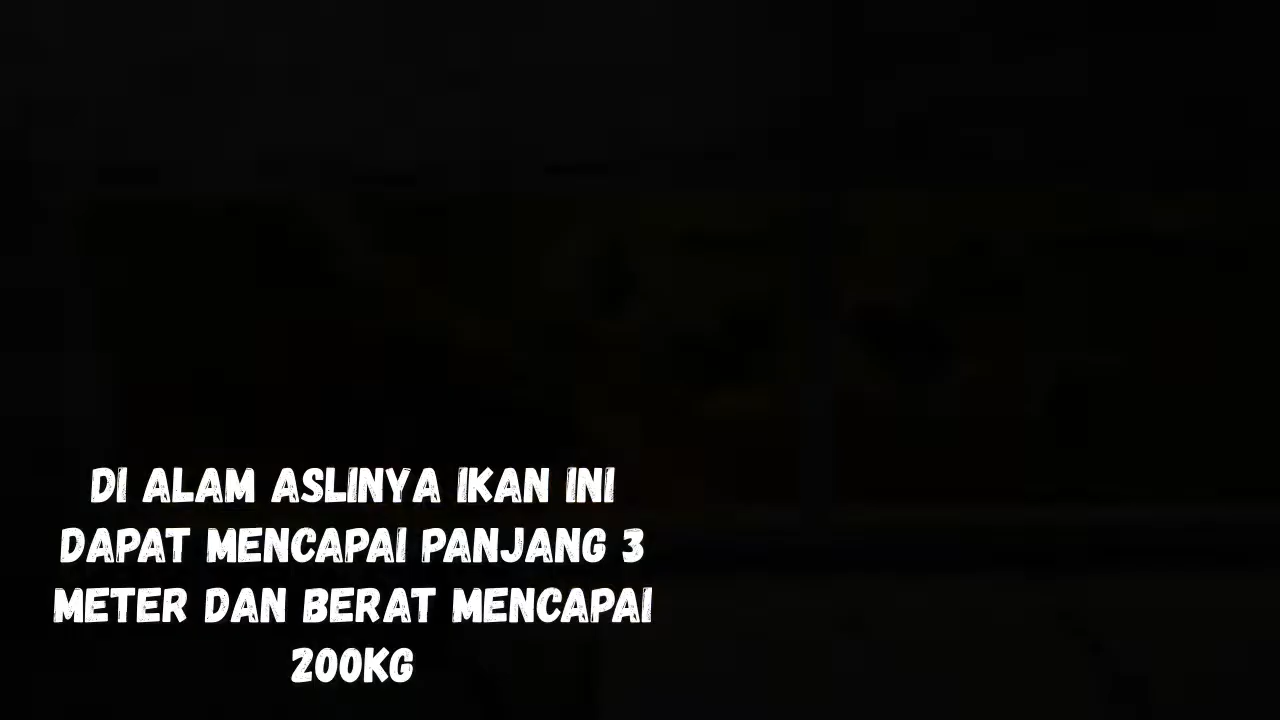 DI ALAM ASLINYA IKAN INI
DAPAT MENCAPAI PANJANG 3
METER DAN BERAT MENCAPAI
200KG